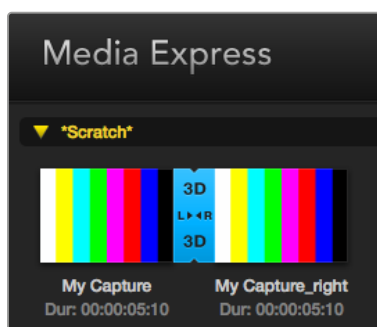 Media Express
*Scratch*
3D
L R
3D
My Capture My Capture_right
Dur: 00:00:05:10 Dur: 00:00:05:10